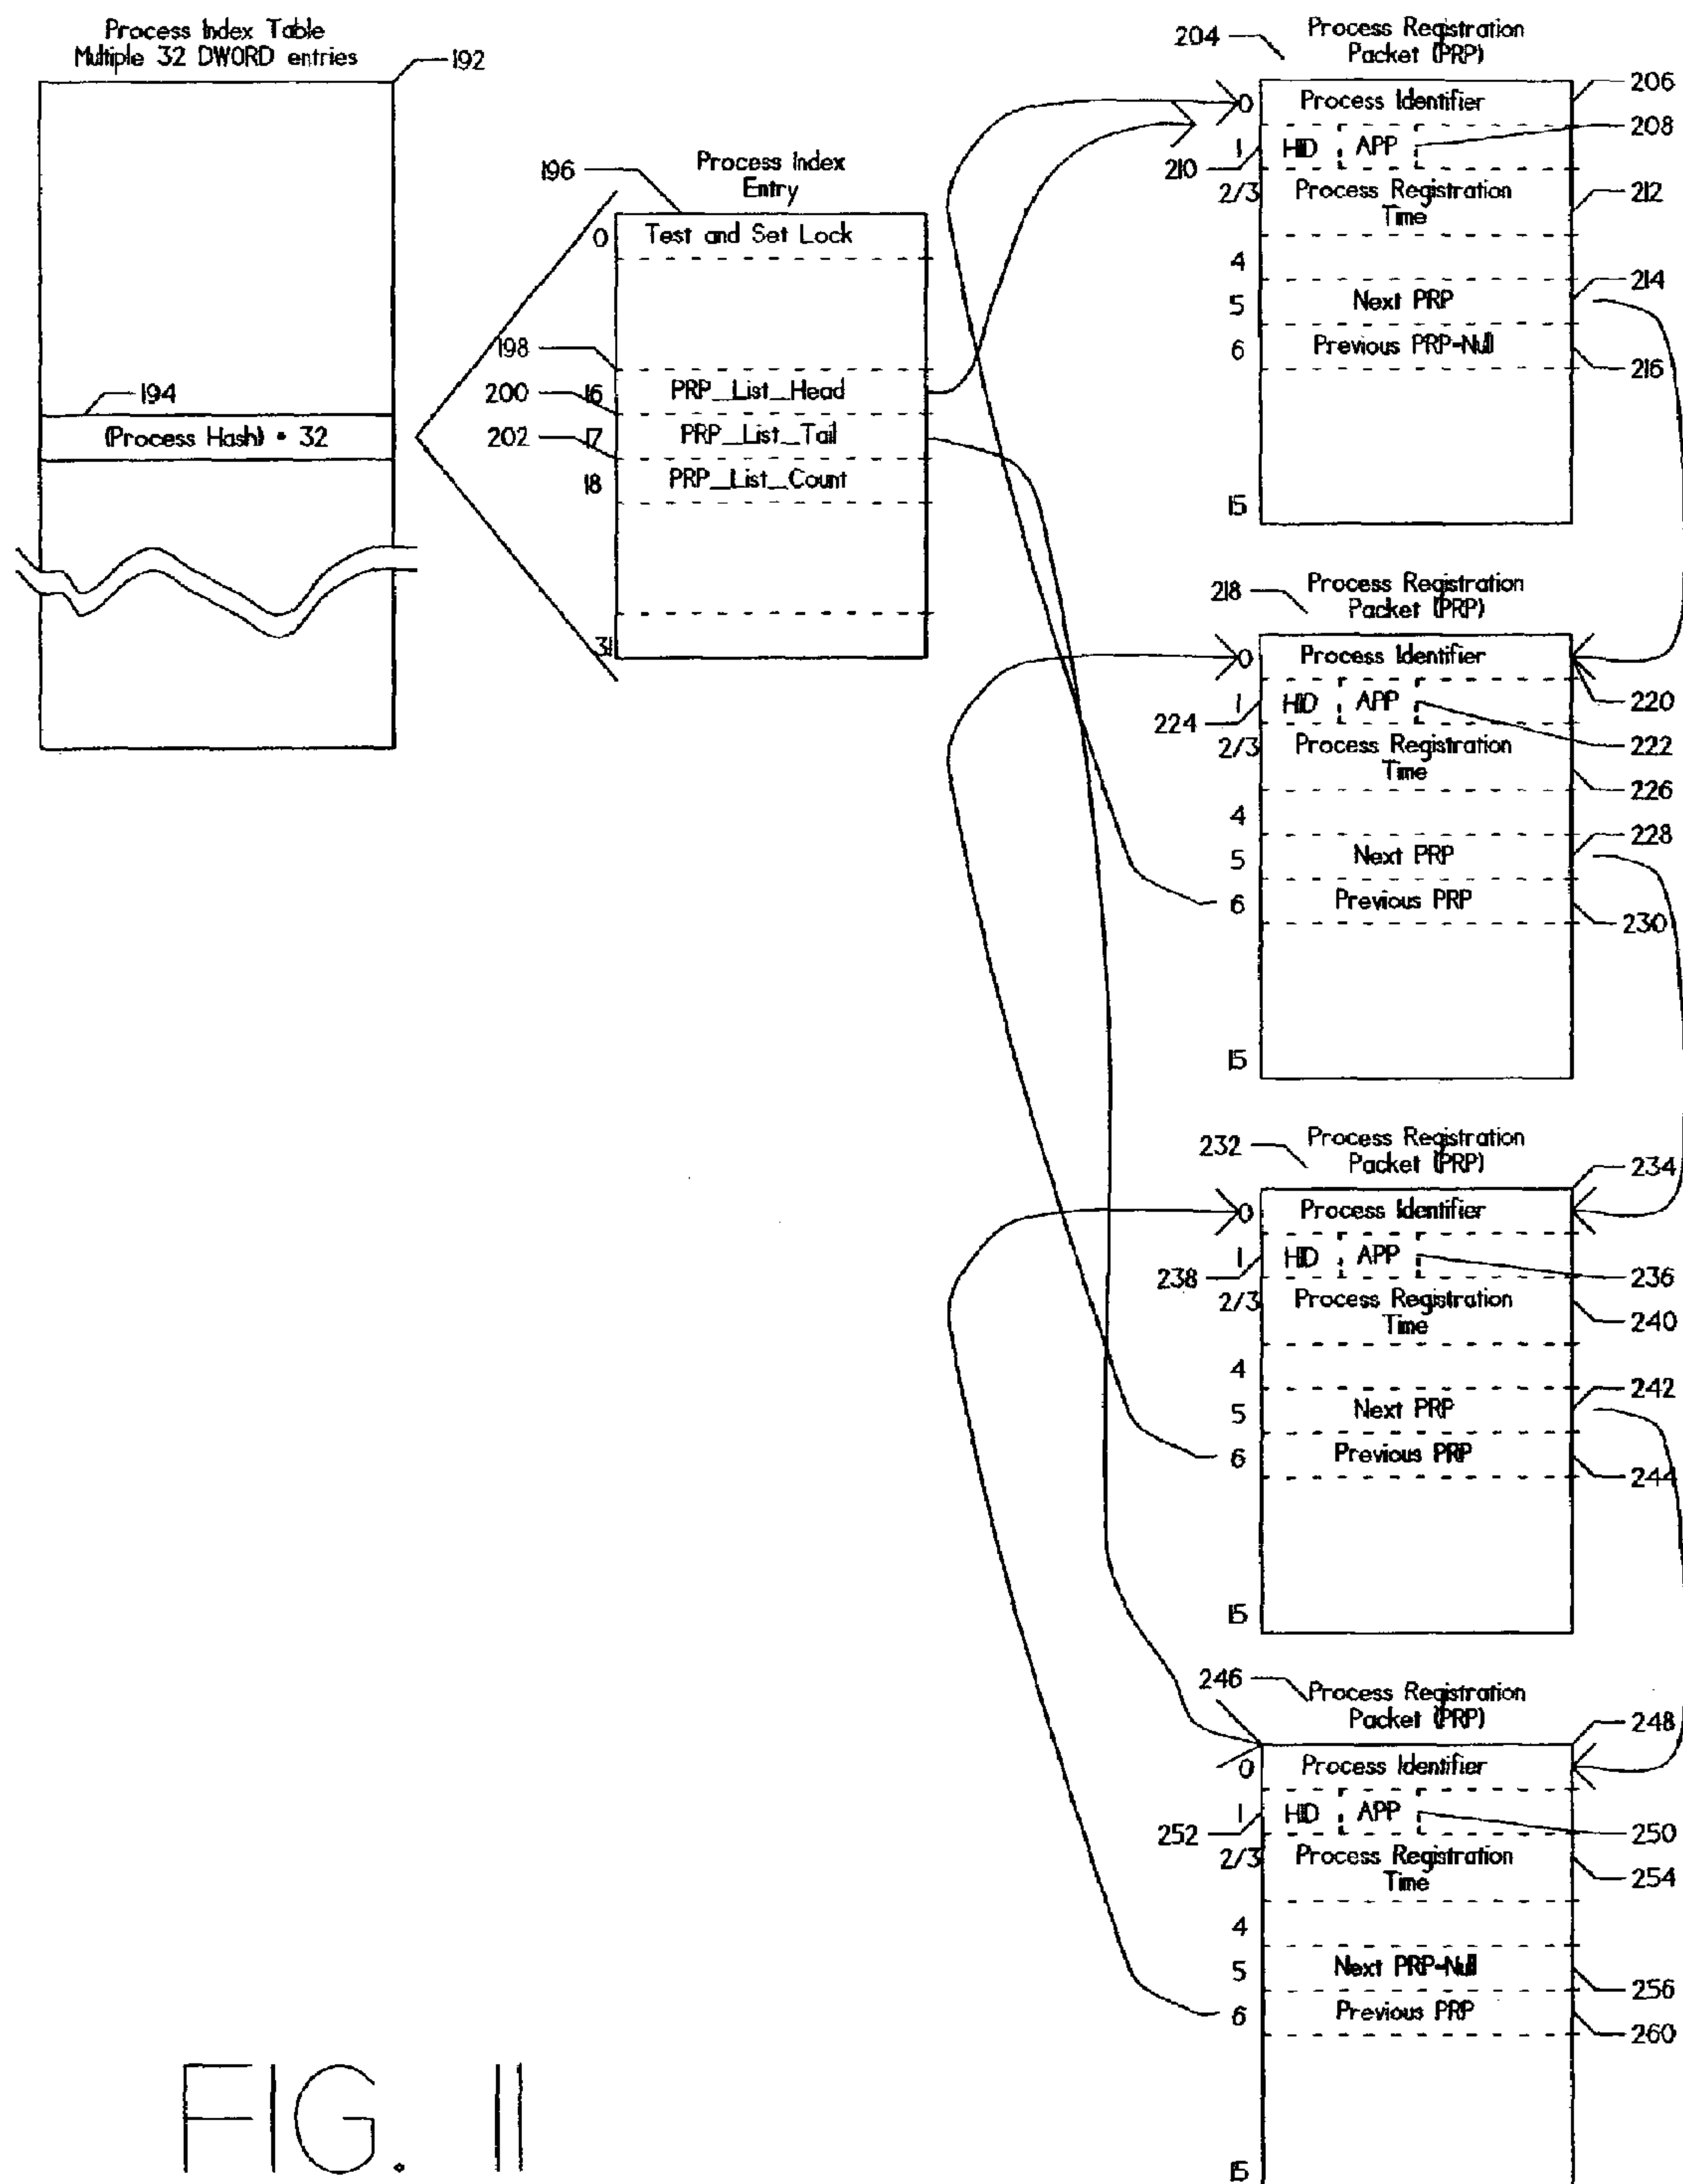 Process Index Table
Multiple 32 DWORD entries
192
194
(Process Hash) * 32
196
Process Index
Entry
0 Test and Set Lock
198
200 16 PRP_List_Head
202 17 PRP_List_Tail
18 PRP_List_Count
31
204
Process Registration
Packet (PRP)
0 Process Identifier 206
1 HID APP 208
210
2/3 Process Registration 212
Time
4
214
5 Next PRP
6 Previous PRP-Null
216
15
218
Process Registration
Packet (PRP)
0 Process Identifier
1 HID APP 220
224
2/3 Process Registration 222
Time
226
4
228
5 Next PRP
6 Previous PRP
230
15
232
Process Registration
Packet (PRP)
234
0 Process Identifier
1 HID APP
238 236
2/3 Process Registration
Time 240
4
242
5 Next PRP
6 Previous PRP
244
15
246
Process Registration
Packet (PRP)
248
0 Process Identifier
1 HID APP
252 250
2/3 Process Registration
Time 254
4
5 Next PRP-Null
256
6 Previous PRP
260
15
FIG. 11